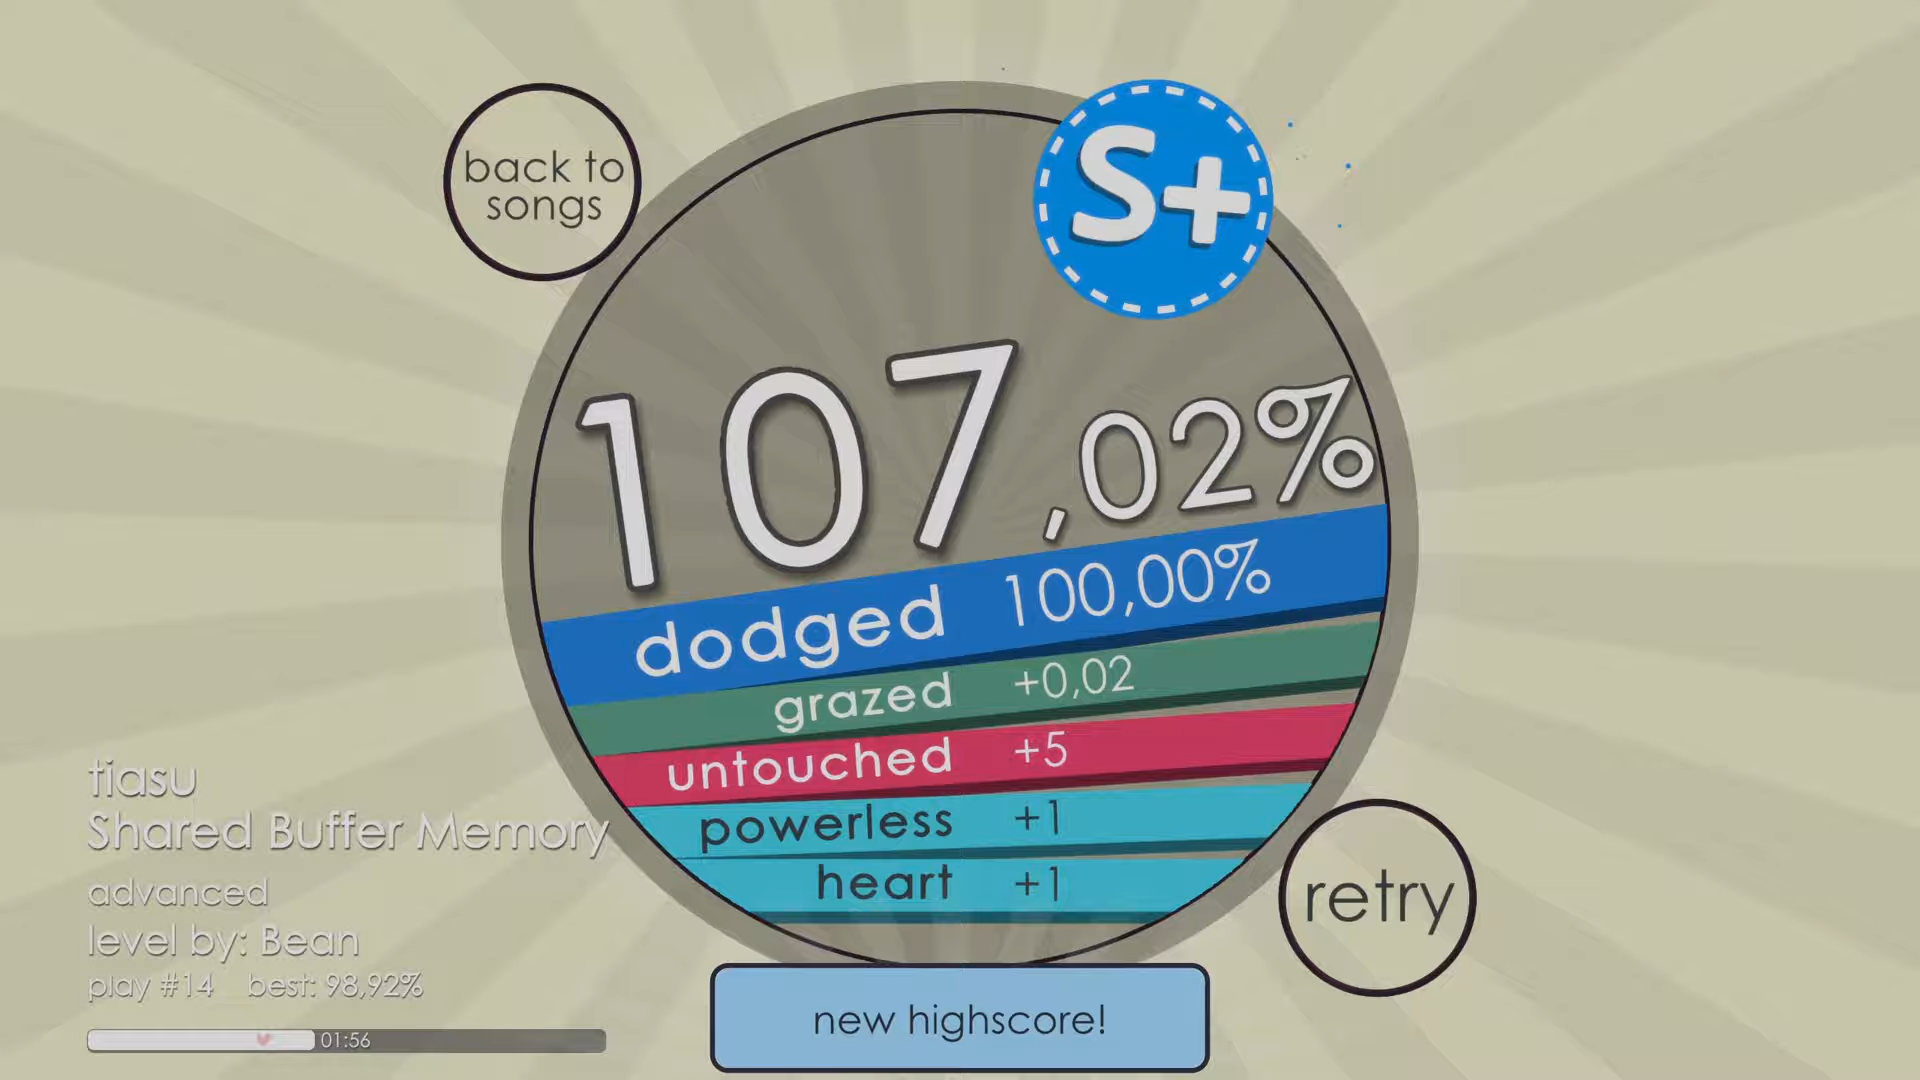 back to
songs
S+
107,02%
dodged 100,00%
grazed +0,02
untouched +5
powerless +1
heart +1
tiasu
Shared Buffer Memory
advanced
level by: Bean
play #14 best: 98,92%
01:56
retry
new highscore!